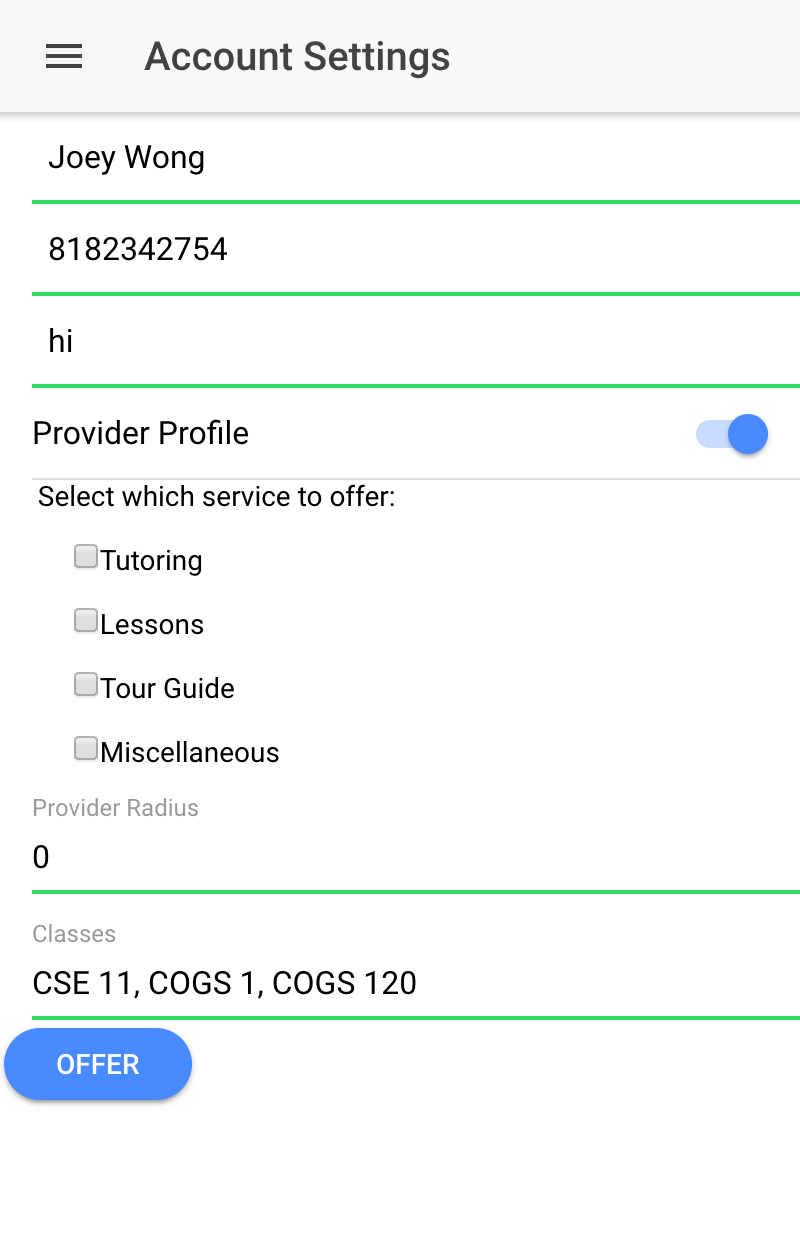 Account Settings
Joey Wong
8182342754
hi
Provider Profile
Select which service to offer:
Tutoring
Lessons
Tour Guide
Miscellaneous
Provider Radius
0
Classes
CSE 11, COGS 1, COGS 120
OFFER